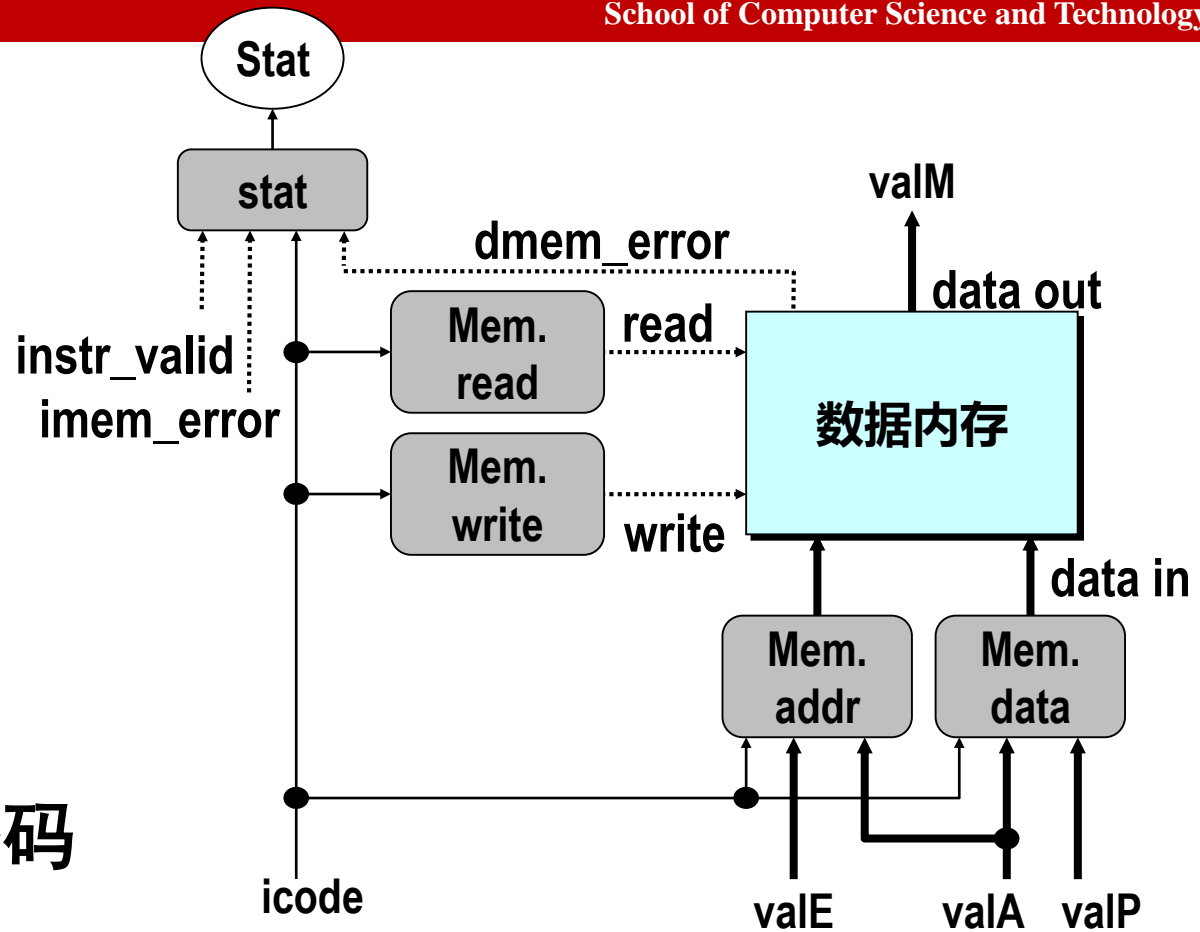 School of Computer Science and Technology
Stat
stat
valM
dmem_error
data out
instr_valid
imem_error
Mem.
read
read
数据内存
Mem.
write
write
data in
Mem.
addr
Mem.
data
码
icode
valE
valA
valP